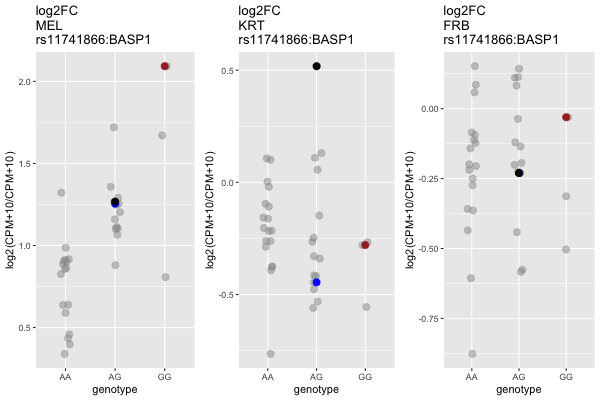 log2FC
MEL
rs11741866:BASP1
log2(CPM+10/CPM+10)
2.0
1.5
1.0
0.5
AA
AG
GG
genotype
log2FC
KRT
rs11741866:BASP1
log2(CPM+10/CPM+10)
0.5
0.0
-0.5
AA
AG
GG
genotype
log2FC
FRB
rs11741866:BASP1
log2(CPM+10/CPM+10)
0.00
-0.25
-0.50
-0.75
AA
AG
GG
genotype